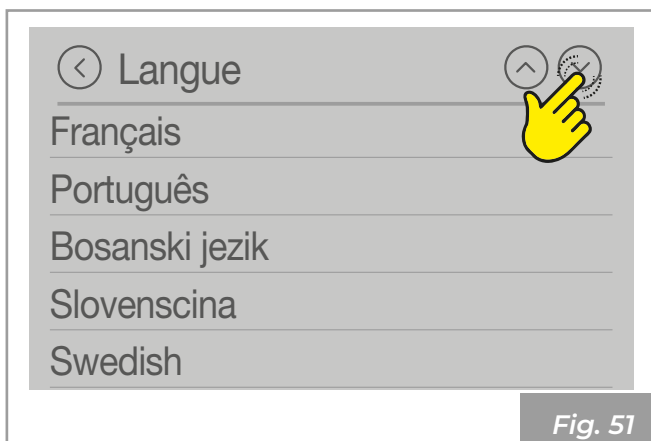 Langue
Français
Português
Bosanski jezik
Slovenscina
Swedish
Fig. 51